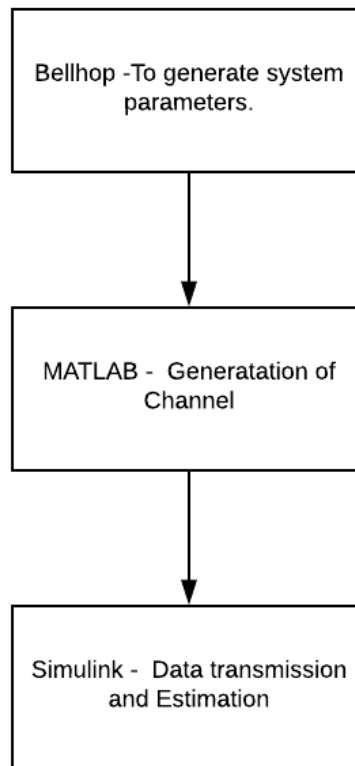 Bellhop -To generate system
parameters.
MATLAB - Generatation of
Channel
Simulink - Data transmission
and Estimation